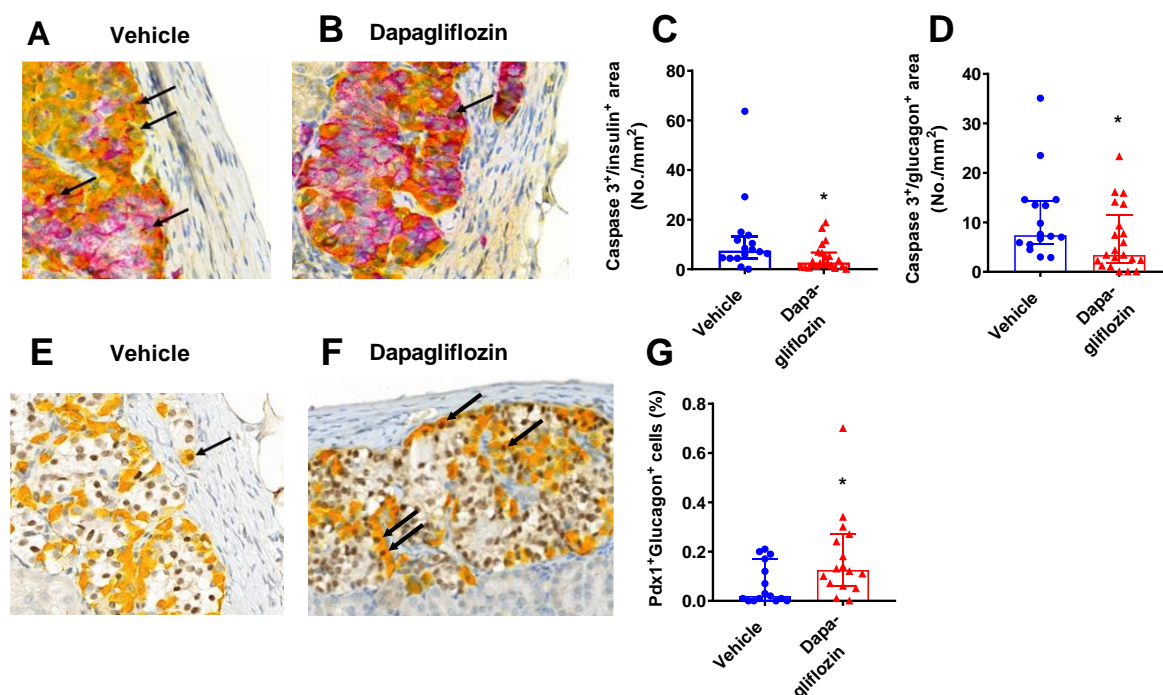 A Vehicle
B Dapagliflozin
C
Caspase 3+/insulin+ area
(No./mm2)
80
60
40
20
0
*
Vehicle
Dapa-
gliflozin
D
Caspase 3+/glucagon+ area
(No./mm2)
40
30
20
10
0
*
Vehicle
Dapa-
gliflozin
E Vehicle
F Dapagliflozin
G
Pdx1+Glucagon+ cells (%)
0.8
0.6
0.4
0.2
0.0
*
Vehicle
Dapa-
gliflozin